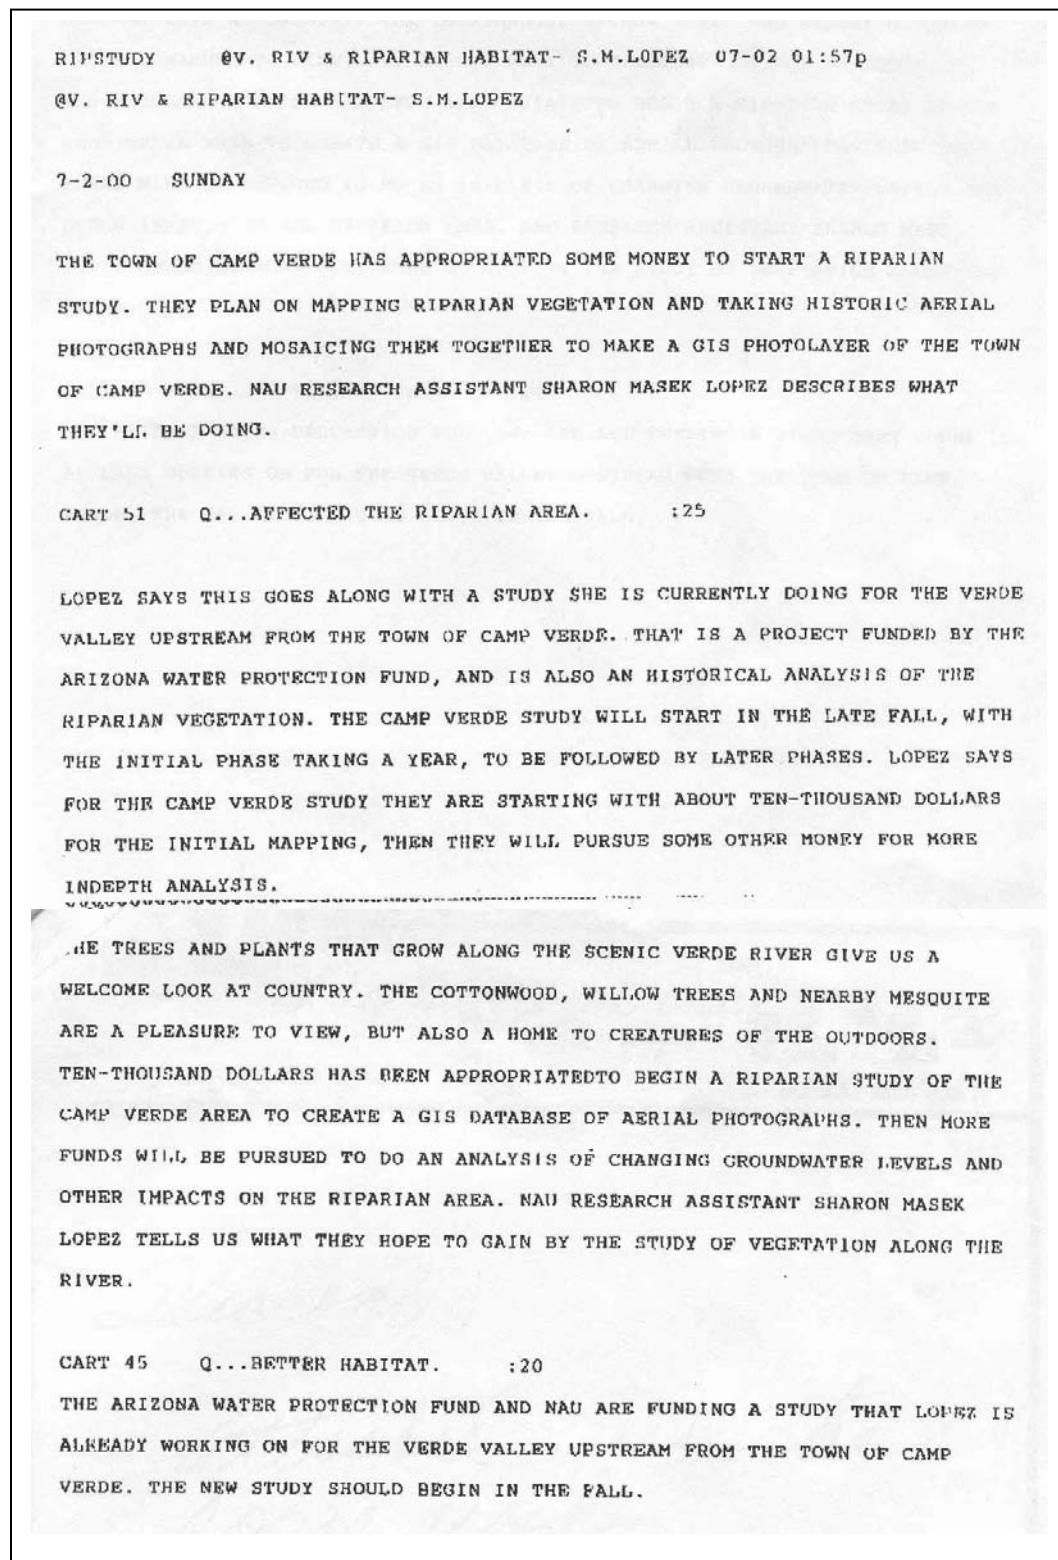 RIPSTUDY @V. RIV & RIPARIAN HABITAT- S.M.LOPEZ 07-02 01:57p
@V. RIV & RIPARIAN HABITAT- S.M.LOPEZ
7-2-00 SUNDAY
THE TOWN OF CAMP VERDE HAS APPROPRIATED SOME MONEY TO START A RIPARIAN
STUDY. THEY PLAN ON MAPPING RIPARIAN VEGETATION AND TAKING HISTORIC AERIAL
PHOTOGRAPHS AND MOSAICING THEM TOGETHER TO MAKE A GIS PHOTOLAYER OF THE TOWN
OF CAMP VERDE. NAU RESEARCH ASSISTANT SHARON MASEK LOPEZ DESCRIBES WHAT
THEY'LL BE DOING.
CART 51 Q...AFFECTED THE RIPARIAN AREA. :25
LOPEZ SAYS THIS GOES ALONG WITH A STUDY SHE IS CURRENTLY DOING FOR THE VERDE
VALLEY UPSTREAM FROM THE TOWN OF CAMP VERDE. THAT IS A PROJECT FUNDED BY THE
ARIZONA WATER PROTECTION FUND, AND IS ALSO AN HISTORICAL ANALYSIS OF THE
RIPARIAN VEGETATION. THE CAMP VERDE STUDY WILL START IN THE LATE FALL, WITH
THE INITIAL PHASE TAKING A YEAR, TO BE FOLLOWED BY LATER PHASES. LOPEZ SAYS
FOR THE CAMP VERDE STUDY THEY ARE STARTING WITH ABOUT TEN-THOUSAND DOLLARS
FOR THE INITIAL MAPPING, THEN THEY WILL PURSUE SOME OTHER MONEY FOR MORE
INDEPTH ANALYSIS.
HE TREES AND PLANTS THAT GROW ALONG THE SCENIC VERDE RIVER GIVE US A
WELCOME LOOK AT COUNTRY. THE COTTONWOOD, WILLOW TREES AND NEARBY MESQUITE
ARE A PLEASURE TO VIEW, BUT ALSO A HOME TO CREATURES OF THE OUTDOORS.
TEN-THOUSAND DOLLARS HAS BEEN APPROPRIATEDTO BEGIN A RIPARIAN STUDY OF THE
CAMP VERDE AREA TO CREATE A GIS DATABASE OF AERIAL PHOTOGRAPHS. THEN MORE
FUNDS WILL BE PURSUED TO DO AN ANALYSIS OF CHANGING GROUNDWATER LEVELS AND
OTHER IMPACTS ON THE RIPARIAN AREA. NAU RESEARCH ASSISTANT SHARON MASEK
LOPEZ TELLS US WHAT THEY HOPE TO GAIN BY THE STUDY OF VEGETATION ALONG THE
RIVER.
CART 45 Q...BETTER HABITAT. :20
THE ARIZONA WATER PROTECTION FUND AND NAU ARE FUNDING A STUDY THAT LOPEZ IS
ALREADY WORKING ON FOR THE VERDE VALLEY UPSTREAM FROM THE TOWN OF CAMP
VERDE. THE NEW STUDY SHOULD BEGIN IN THE FALL.